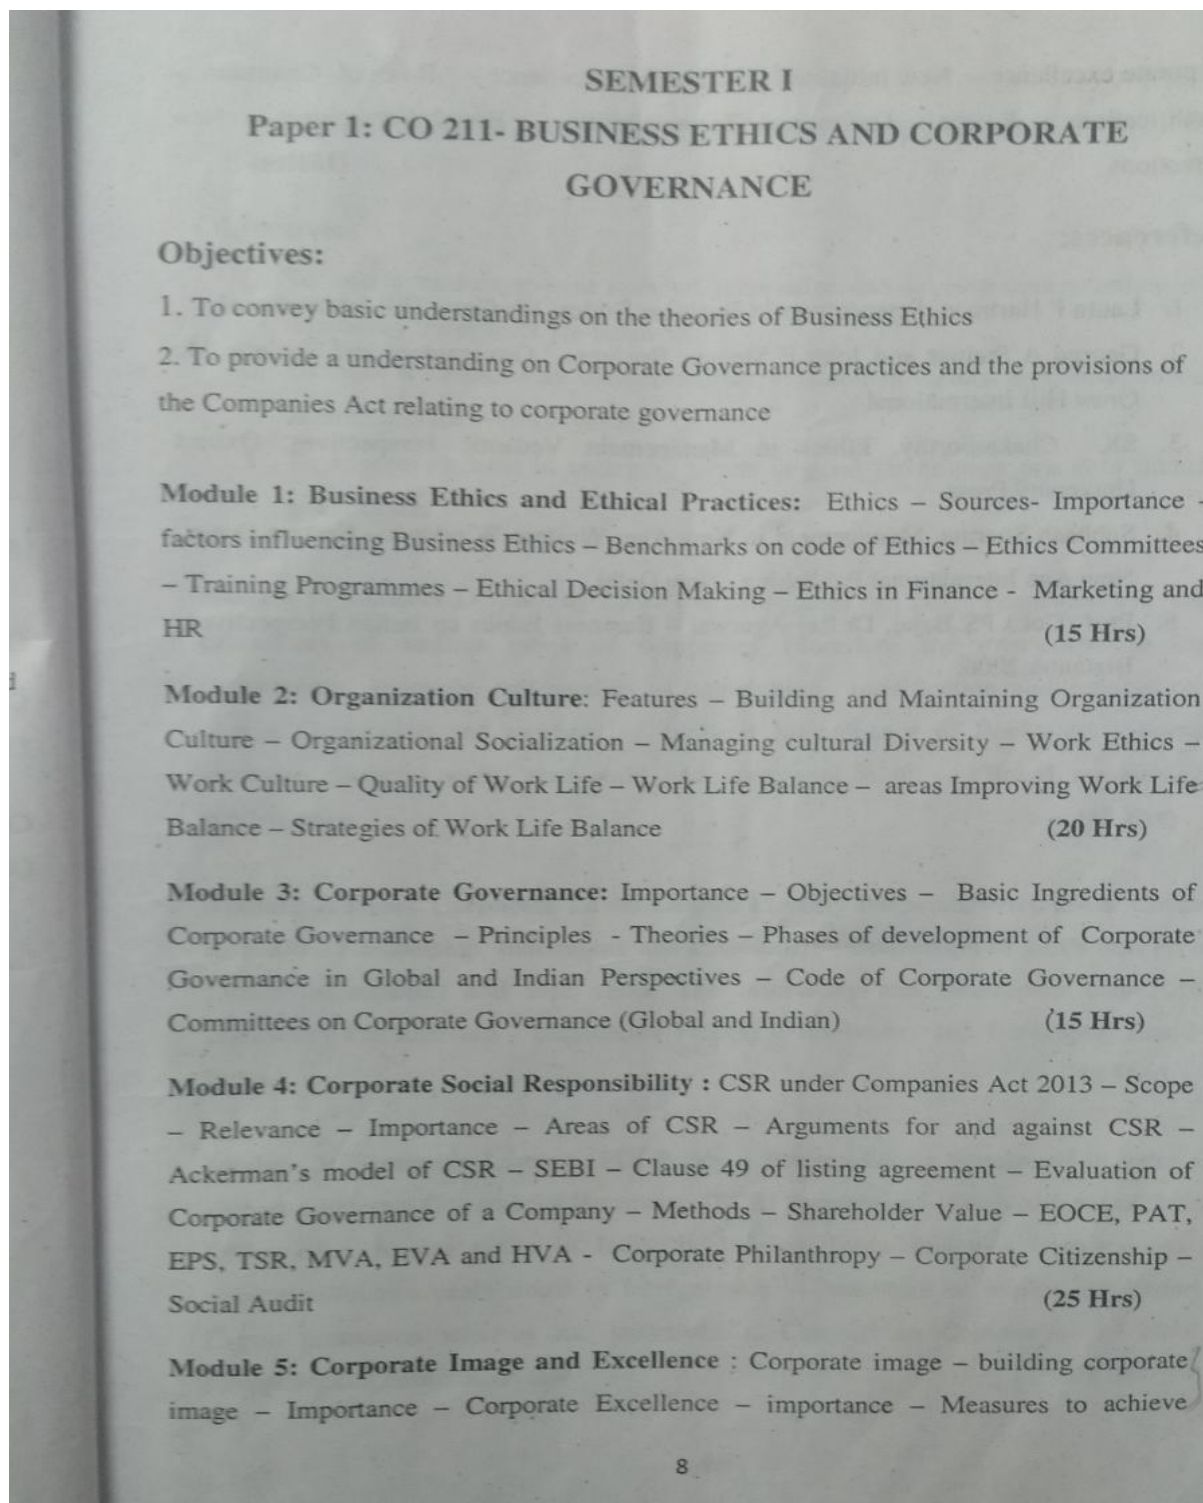 SEMESTER I
Paper 1: CO 211- BUSINESS ETHICS AND CORPORATE
GOVERNANCE
Objectives:
1. To convey basic understandings on the theories of Business Ethics
2. To provide a understanding on Corporate Governance practices and the provisions of
the Companies Act relating to corporate governance
Module 1: Business Ethics and Ethical Practices: Ethics – Sources- Importance -
factors influencing Business Ethics – Benchmarks on code of Ethics – Ethics Committees
– Training Programmes – Ethical Decision Making – Ethics in Finance - Marketing and
HR (15 Hrs)
Module 2: Organization Culture: Features – Building and Maintaining Organization
Culture – Organizational Socialization – Managing cultural Diversity – Work Ethics –
Work Culture – Quality of Work Life – Work Life Balance – areas Improving Work Life
Balance – Strategies of Work Life Balance (20 Hrs)
Module 3: Corporate Governance: Importance – Objectives – Basic Ingredients of
Corporate Governance – Principles - Theories – Phases of development of Corporate
Governance in Global and Indian Perspectives – Code of Corporate Governance –
Committees on Corporate Governance (Global and Indian) (15 Hrs)
Module 4: Corporate Social Responsibility : CSR under Companies Act 2013 – Scope
– Relevance – Importance – Areas of CSR – Arguments for and against CSR –
Ackerman's model of CSR – SEBI – Clause 49 of listing agreement – Evaluation of
Corporate Governance of a Company – Methods – Shareholder Value – EOCE, PAT,
EPS, TSR, MVA, EVA and HVA - Corporate Philanthropy – Corporate Citizenship –
Social Audit (25 Hrs)
Module 5: Corporate Image and Excellence : Corporate image – building corporate
image – Importance – Corporate Excellence – importance – Measures to achieve
8